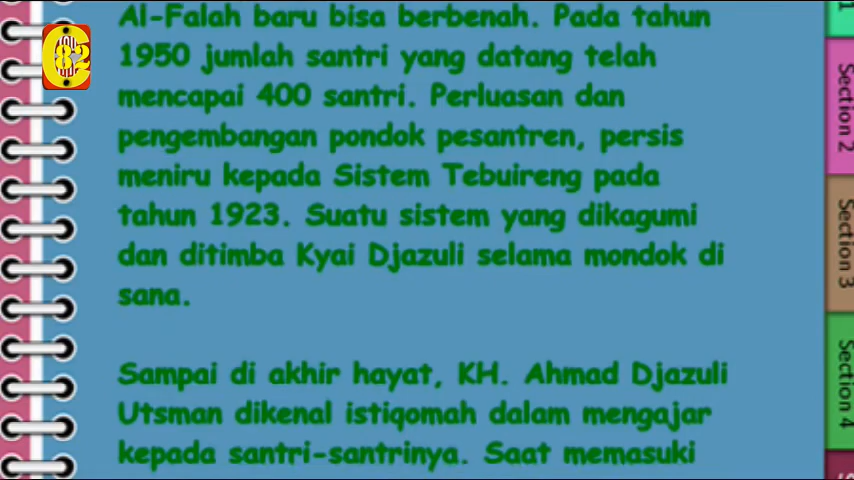 Al-Falah baru bisa berbenah. Pada tahun
1950 jumlah santri yang datang telah
mencapai 400 santri. Perluasan dan
pengembangan pondok pesantren, persis
meniru kepada Sistem Tebuireng pada
tahun 1923. Suatu sistem yang dikagumi
dan ditimba Kyai Djazuli selama mondok di
sana.
Sampai di akhir hayat, KH. Ahmad Djazuli
Utsman dikenal istiqomah dalam mengajar
kepada santri-santrinya. Saat memasuki
1
Section 2
Section 3
Section 4